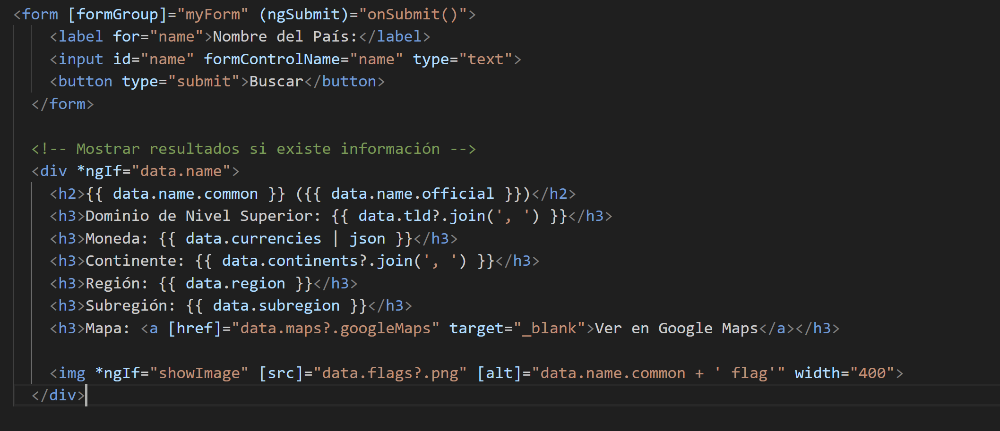 <form [formGroup]="myForm" (ngSubmit)="onSubmit()">
<label for="name">Nombre del País:</label>
<input id="name" formControlName="name" type="text">
<button type="submit">Buscar</button>
</form>
<!-- Mostrar resultados si existe información -->
<div *ngIf="data.name">
<h2>{{ data.name.common }} ({{ data.name.official }})</h2>
<h3>Dominio de Nivel Superior: {{ data.tld?.join(', ') }}</h3>
<h3>Moneda: {{ data.currencies | json }}</h3>
<h3>Continente: {{ data.continents?.join(', ') }}</h3>
<h3>Región: {{ data.region }}</h3>
<h3>Subregión: {{ data.subregion }}</h3>
<h3>Mapa: <a [href]="data.maps?.googleMaps" target="_blank">Ver en Google Maps</a></h3>
<img *ngIf="showImage" [src]="data.flags?.png" [alt]="data.name.common + ' flag'" width="400">
</div>